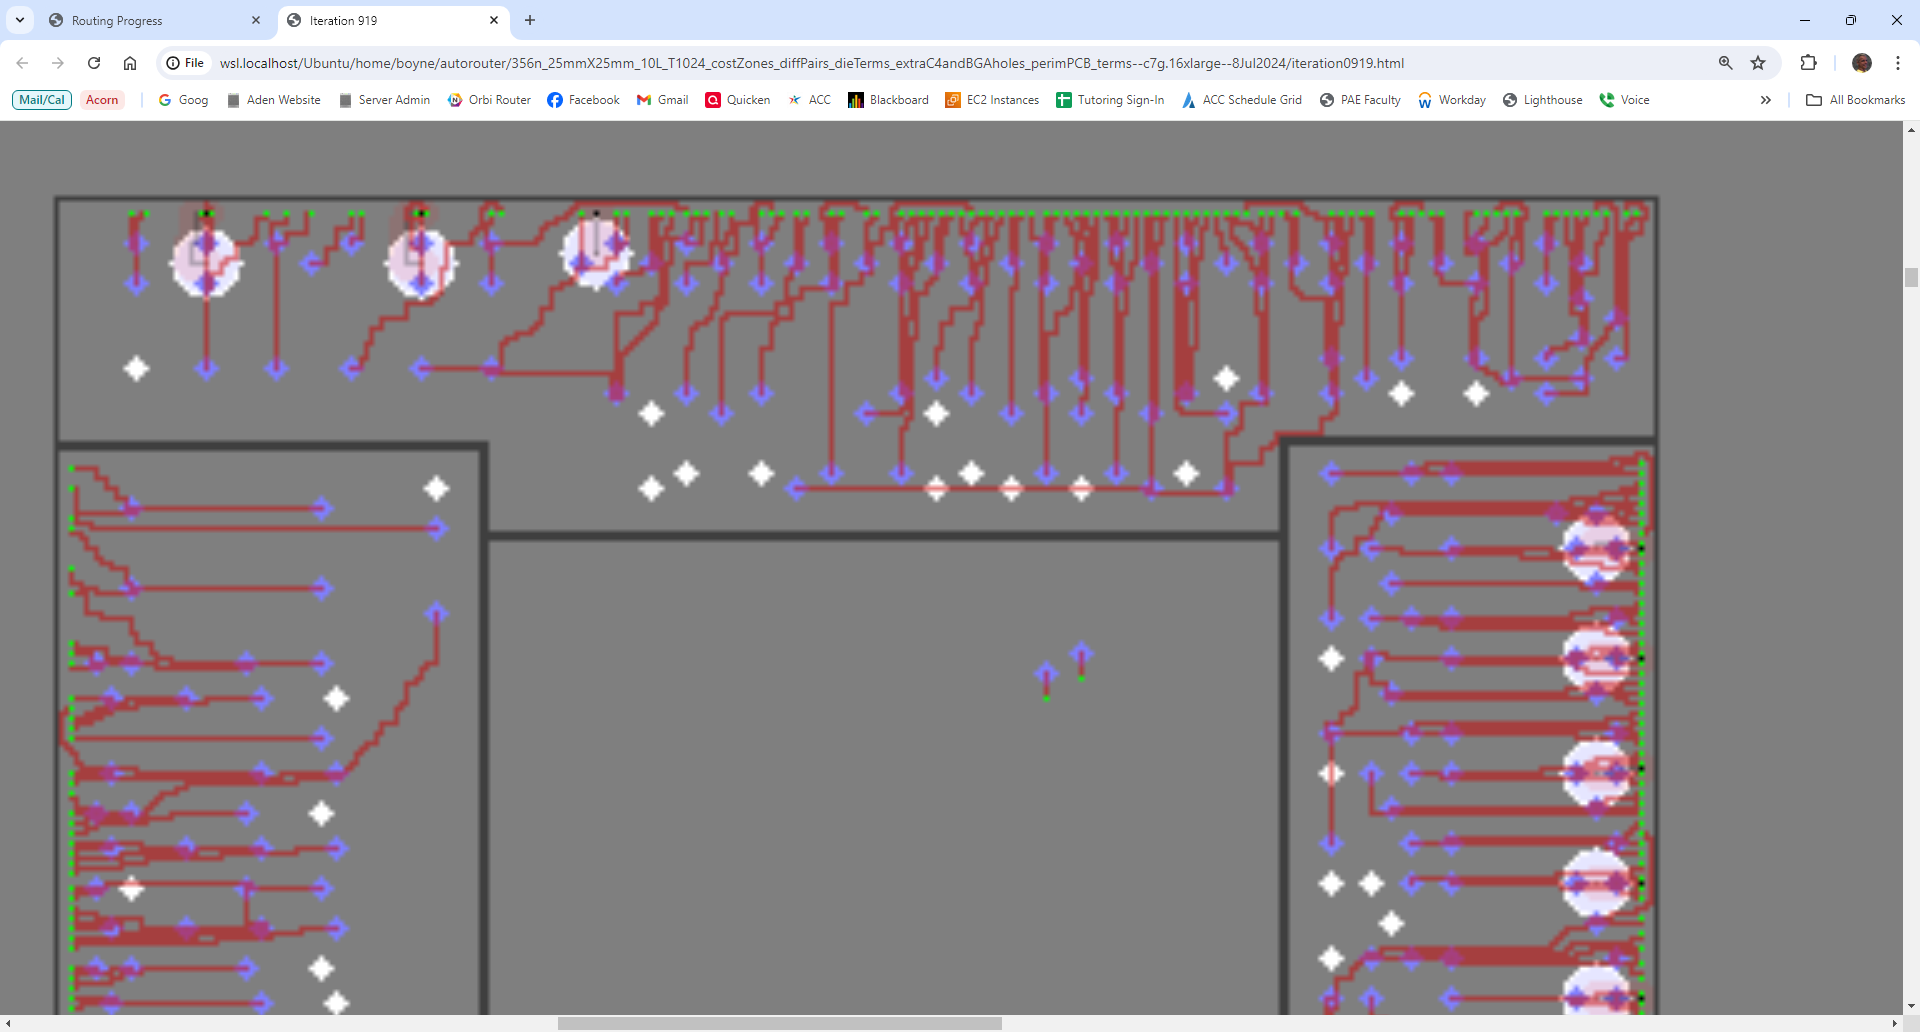 Routing Progress
Iteration 919
File
wsl.localhost/Ubuntu/home/boyne/autorouter/356n_25mmX25mm_10L_T1024_costZones_diffPairs_dieTerms_extraC4andBGAholes_perimPCB_terms--c7g.16xlarge--8Jul2024/iteration0919.html
Mail/Cal Acorn Goog Aden Website Server Admin Orbi Router Facebook Gmail Quicken ACC Blackboard EC2 Instances Tutoring Sign-In ACC Schedule Grid PAE Faculty Workday Lighthouse Voice » All Bookmarks